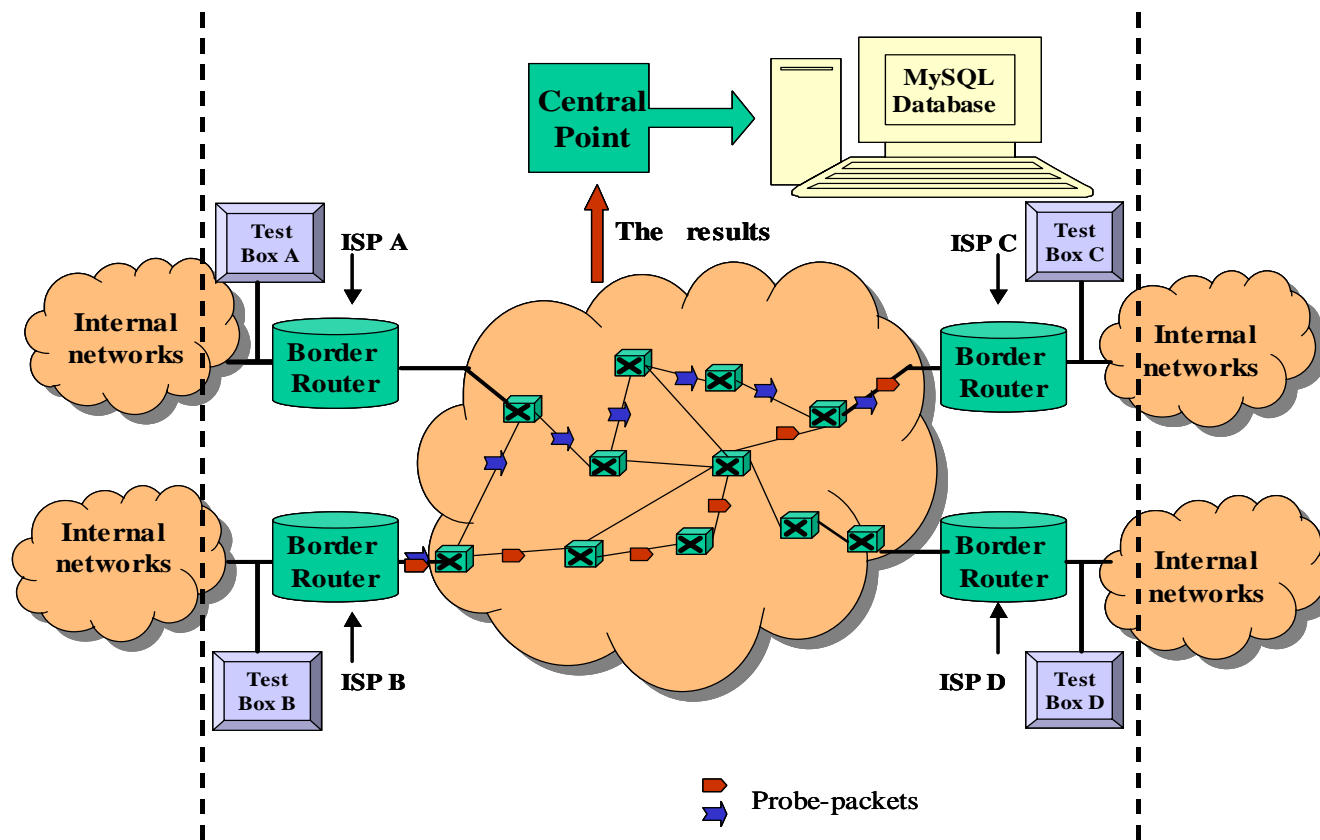 MySQL
Database
Central
Point
The results
Test
Box A
ISP A
ISP C
Test
Box C
Internal
networks
Border
Router
Border
Router
Internal
networks
Internal
networks
Border
Router
Border
Router
Internal
networks
Test
Box B
ISP B
ISP D
Test
Box D
Probe-packets